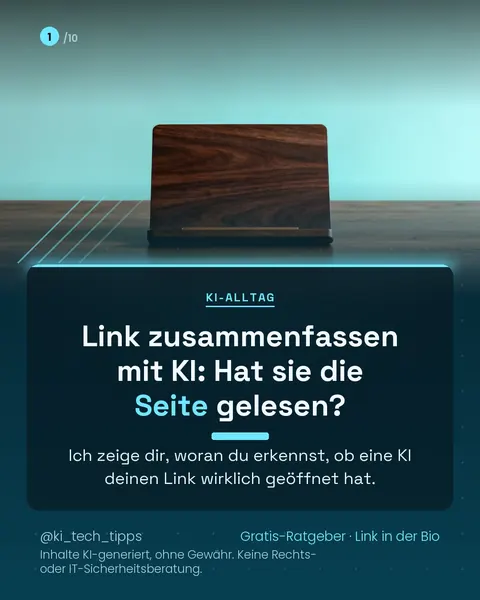 1 /10
KI-ALLTAG
Link zusammenfassen
mit KI: Hat sie die
Seite gelesen?
Ich zeige dir, woran du erkennst, ob eine KI
deinen Link wirklich geöffnet hat.
@ki_tech_tipps
Gratis-Ratgeber · Link in der Bio
Inhalte KI-generiert, ohne Gewähr. Keine Rechts-
oder IT-Sicherheitsberatung.